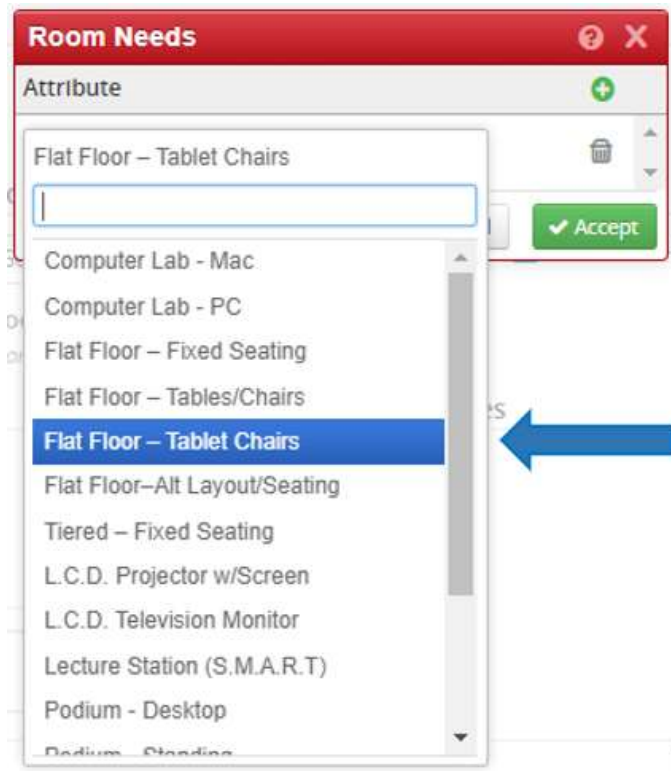 Room Needs
Attribute
Flat Floor – Tablet Chairs
Accept
Computer Lab - Mac
Computer Lab - PC
Flat Floor – Fixed Seating
Flat Floor – Tables/Chairs
Flat Floor – Tablet Chairs
Flat Floor–Alt Layout/Seating
Tiered – Fixed Seating
L.C.D. Projector w/Screen
L.C.D. Television Monitor
Lecture Station (S.M.A.R.T)
Podium - Desktop
Podium - Standing